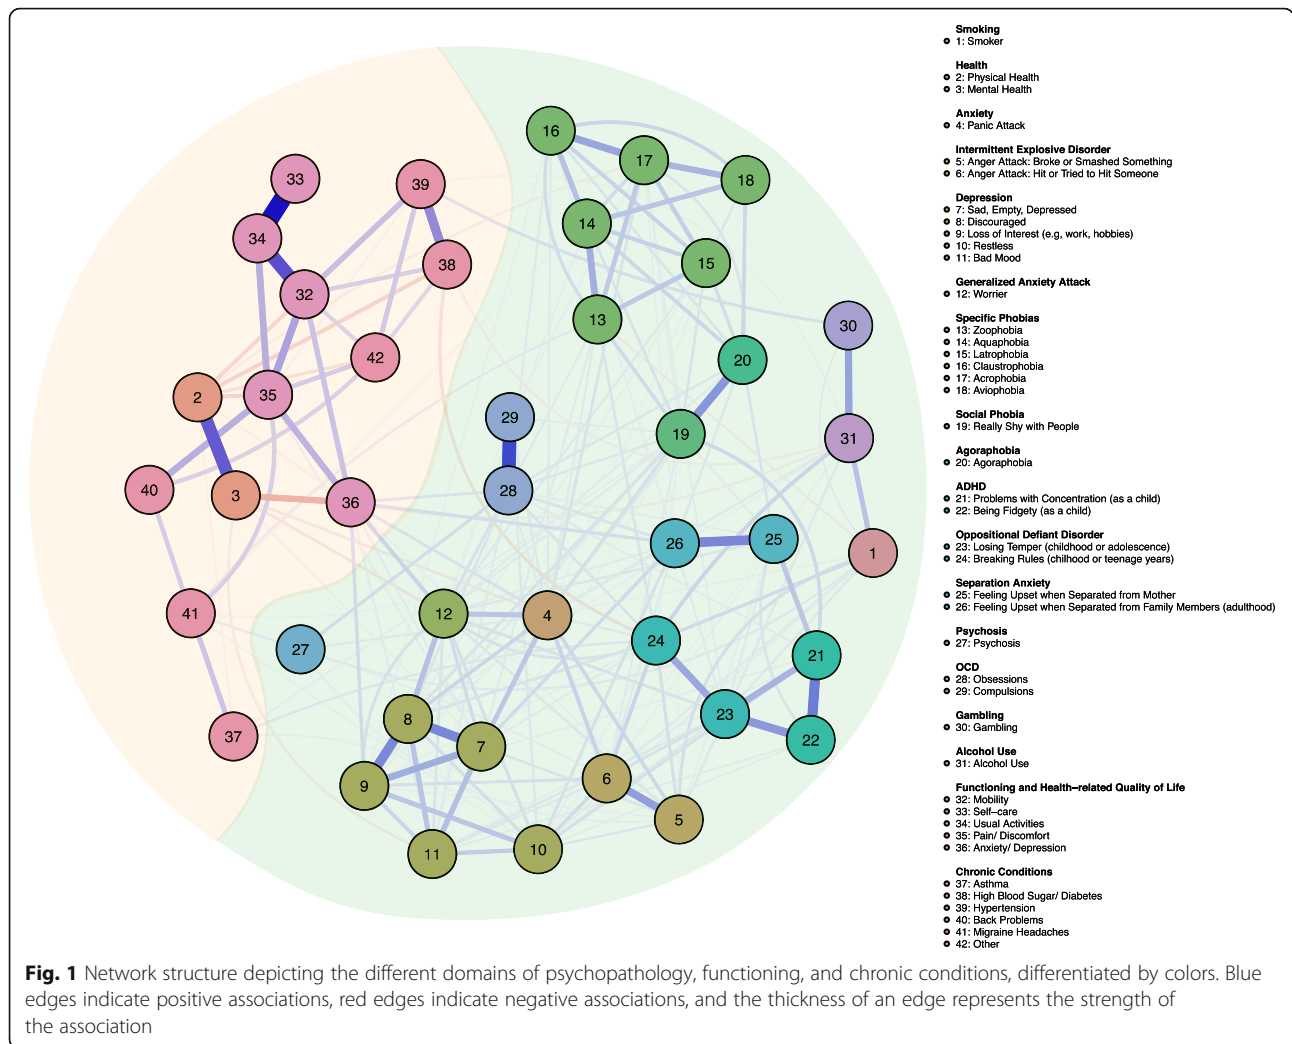 33
34
32
39
38
42
2
35
40
3
36
41
37
27
16
17
18
14
15
13
20
30
29
19
31
28
26
25
1
12
4
24
21
8
7
23
22
9
6
5
11
10
Smoking
1: Smoker
Health
2: Physical Health
3: Mental Health
Anxiety
4: Panic Attack
Intermittent Explosive Disorder
5: Anger Attack: Broke or Smashed Something
6: Anger Attack: Hit or Tried to Hit Someone
Depression
7: Sad, Empty, Depressed
8: Discouraged
9: Loss of Interest (e.g, work, hobbies)
10: Restless
11: Bad Mood
Generalized Anxiety Attack
12: Worrier
Specific Phobias
13: Zoophobia
14: Aquaphobia
15: Latrophobia
16: Claustrophobia
17: Acrophobia
18: Aviophobia
Social Phobia
19: Really Shy with People
Agoraphobia
20: Agoraphobia
ADHD
21: Problems with Concentration (as a child)
22: Being Fidgety (as a child)
Oppositional Defiant Disorder
23: Losing Temper (childhood or adolescence)
24: Breaking Rules (chilhood or teenage years)
Separation Anxiety
25: Feeling Upset when Separated from Mother
26: Feeling Upset when Separated from Family Members (adulthood)
Psychosis
27: Psychosis
OCD
28: Obsessions
29: Compulsions
Gambling
30: Gambling
Alcohol Use
31: Alcohol Use
Functioning and Health–related Quality of Life
32: Mobility
33: Self–care
34: Usual Activities
35: Pain/ Discomfort
36: Anxiety/ Depression
Chronic Conditions
37: Asthma
38: High Blood Sugar/ Diabetes
39: Hypertension
40: Back Problems
41: Migraine Headaches
42: Other
Fig. 1 Network structure depicting the different domains of psychopathology, functioning, and chronic conditions, differentiated by colors. Blue
edges indicate positive associations, red edges indicate negative associations, and the thickness of an edge represents the strength of
the association